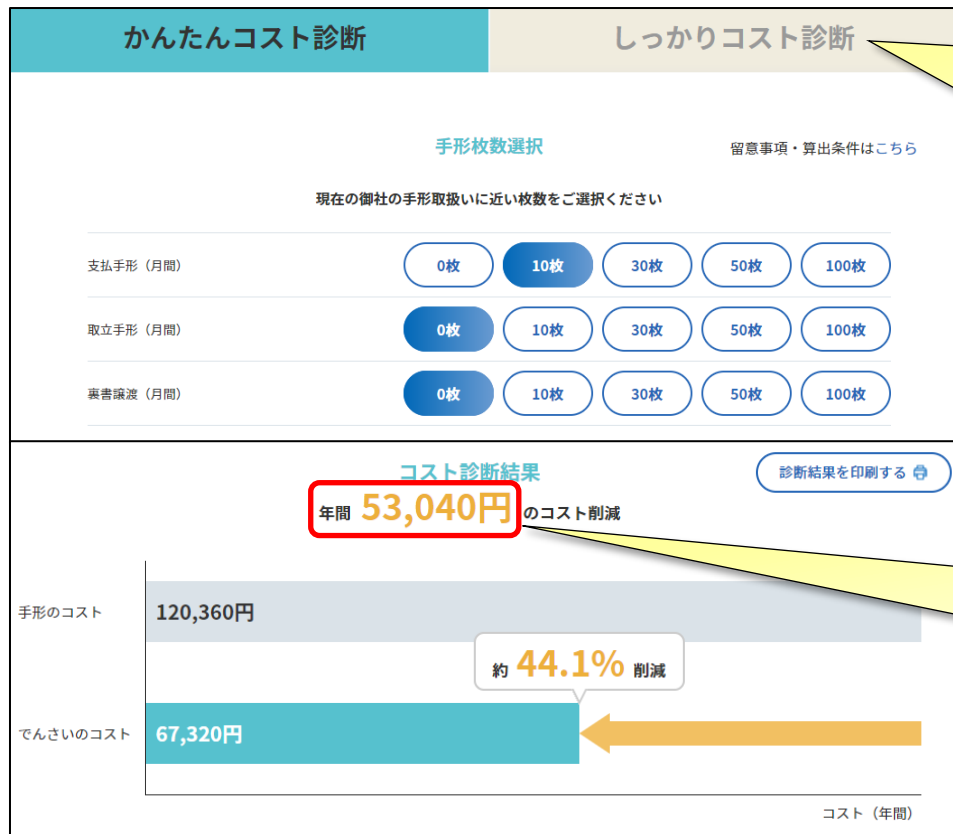 かんたんコスト診断 しっかりコスト診断
手形枚数選択 留意事項・算出条件はこちら
現在の御社の手形取扱いに近い枚数をご選択ください
支払手形（月間） 0枚 10枚 30枚 50枚 100枚
取立手形（月間） 0枚 10枚 30枚 50枚 100枚
裏書譲渡（月間） 0枚 10枚 30枚 50枚 100枚
コスト診断結果 診断結果を印刷する
年間 53,040円 のコスト削減
手形のコスト 120,360円
約 44.1% 削減
でんさいのコスト 67,320円
コスト（年間）